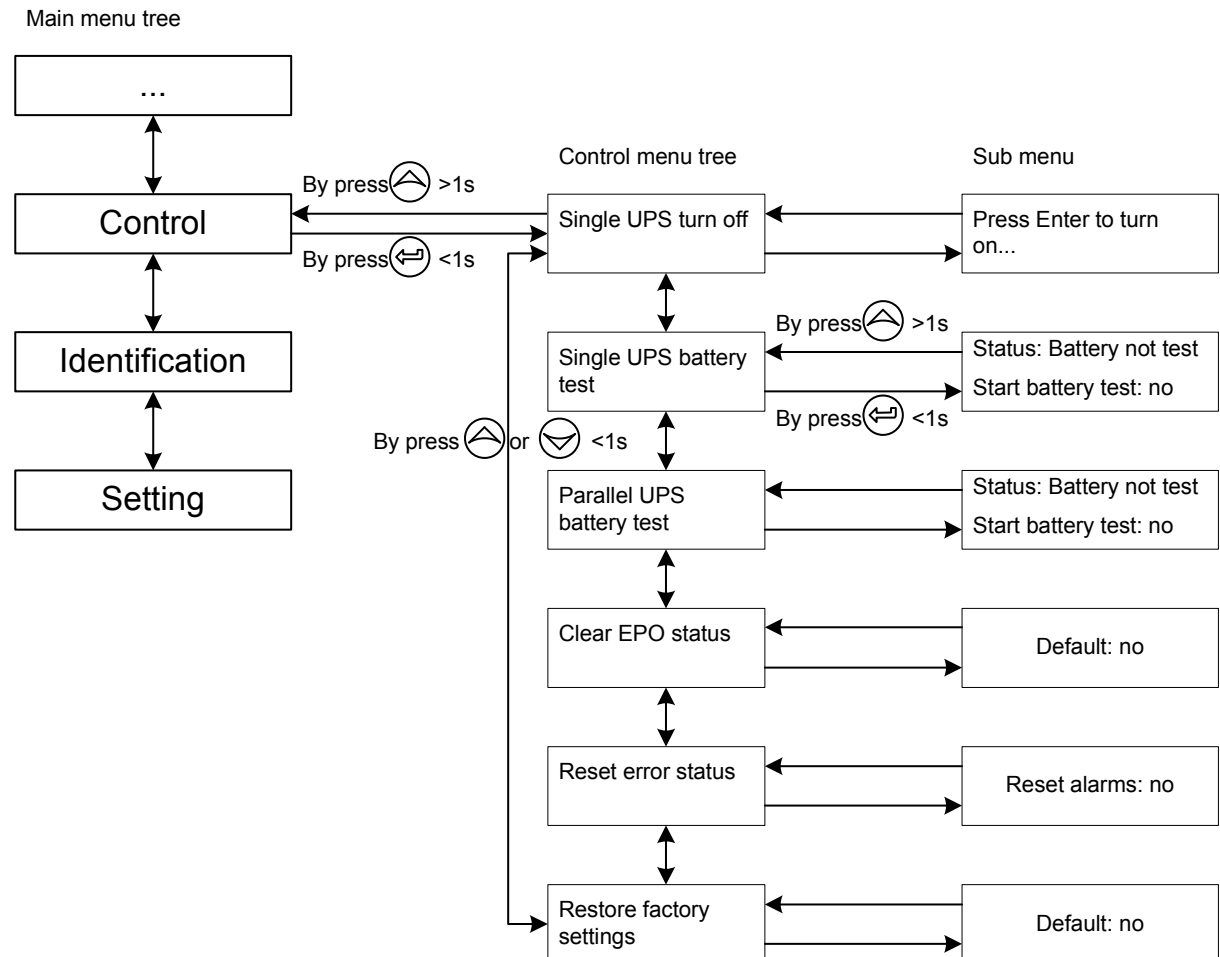 Main menu tree
...
Control menu tree
Sub menu
By press >1s
Control
By press <1s
Single UPS turn off
Press Enter to turn
on...
By press >1s
Identification
Single UPS battery
test
Status: Battery not test
Start battery test: no
By press <1s
By press or <1s
Setting
Parallel UPS
battery test
Status: Battery not test
Start battery test: no
Clear EPO status
Default: no
Reset error status
Reset alarms: no
Restore factory
settings
Default: no